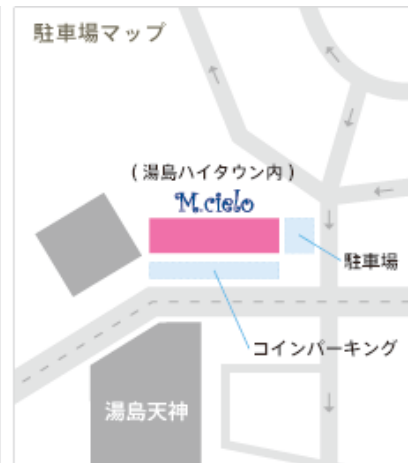 駐車場マップ
(湯島ハイタウン内)
M.cielo
駐車場
コインパーキング
湯島天神